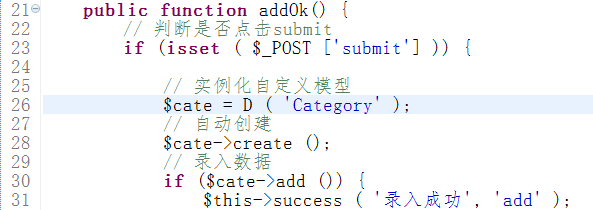 21 public function addOk() {
22 // 判断是否点击submit
23 if (isset ( $_POST ['submit'] )) {
24
25 // 实例化自定义模型
26 $cate = D ( 'Category' );
27 // 自动创建
28 $cate->create ();
29 // 录入数据
30 if ($cate->add ()) {
31 $this->success ( '录入成功', 'add' );